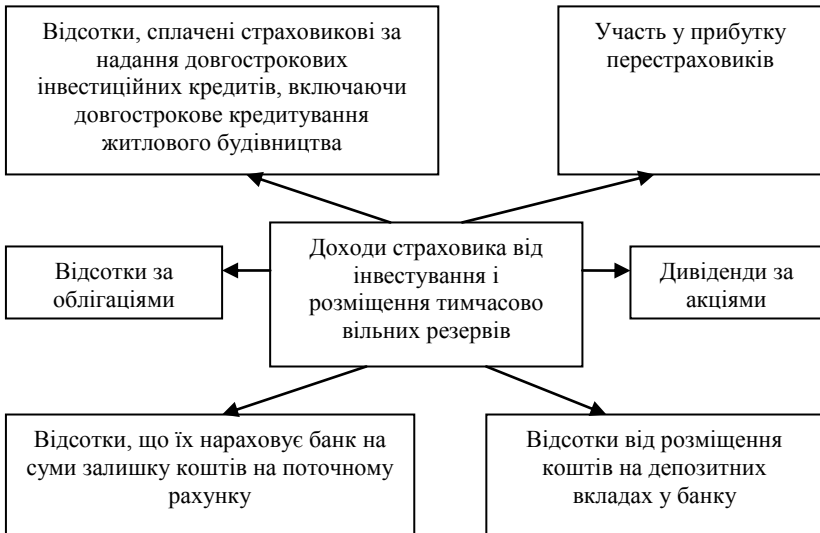 Відсотки, сплачені страховикові за
надання довгострокових
інвестиційних кредитів, включаючи
довгострокове кредитування
житлового будівництва
Участь у прибутку
перестраховиків
Відсотки за
облігаціями
Доходи страховика від
інвестування і
розміщення тимчасово
вільних резервів
Дивіденди за
акціями
Відсотки, що їх нараховує банк на
суми залишку коштів на поточному
рахунку
Відсотки від розміщення
коштів на депозитних
вкладах у банку